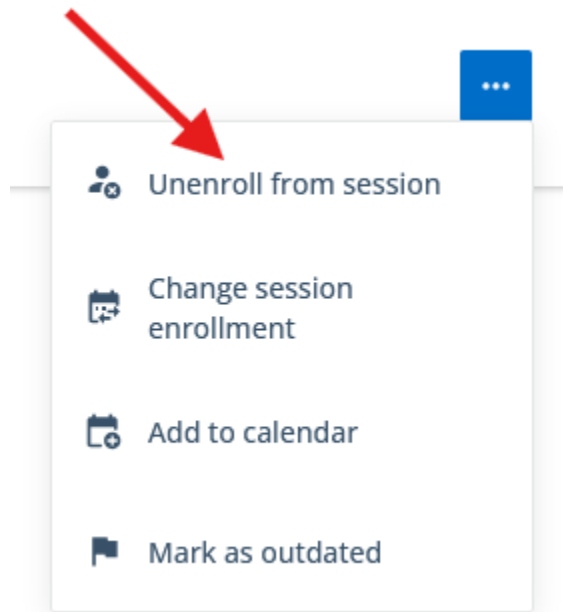 Unenroll from session
Change session
enrollment
Add to calendar
Mark as outdated